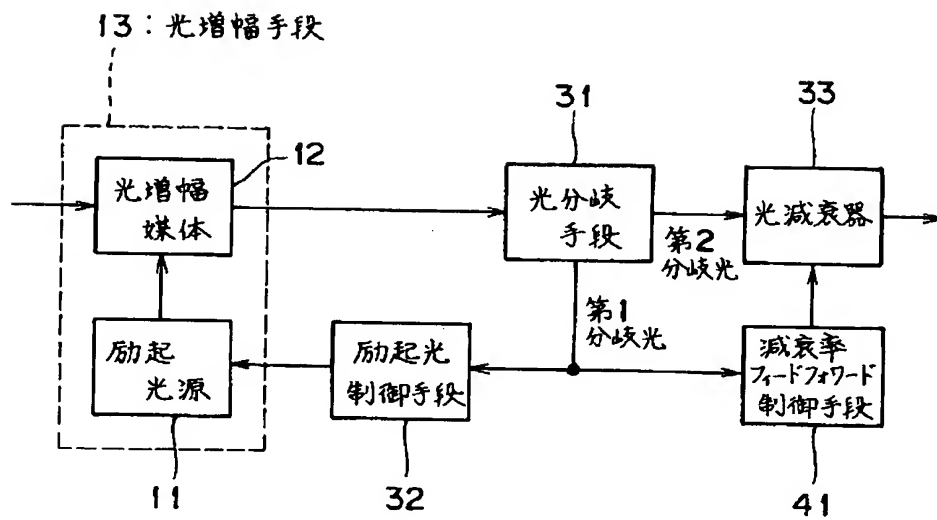 13:光増幅手段
12
31
33
光増幅
媒体
光分岐
手段
光減衰器
第2
分岐光
第1
分岐光
励起
光源
励起光
制御手段
減衰率
フィードフォワード
制御手段
11
32
41